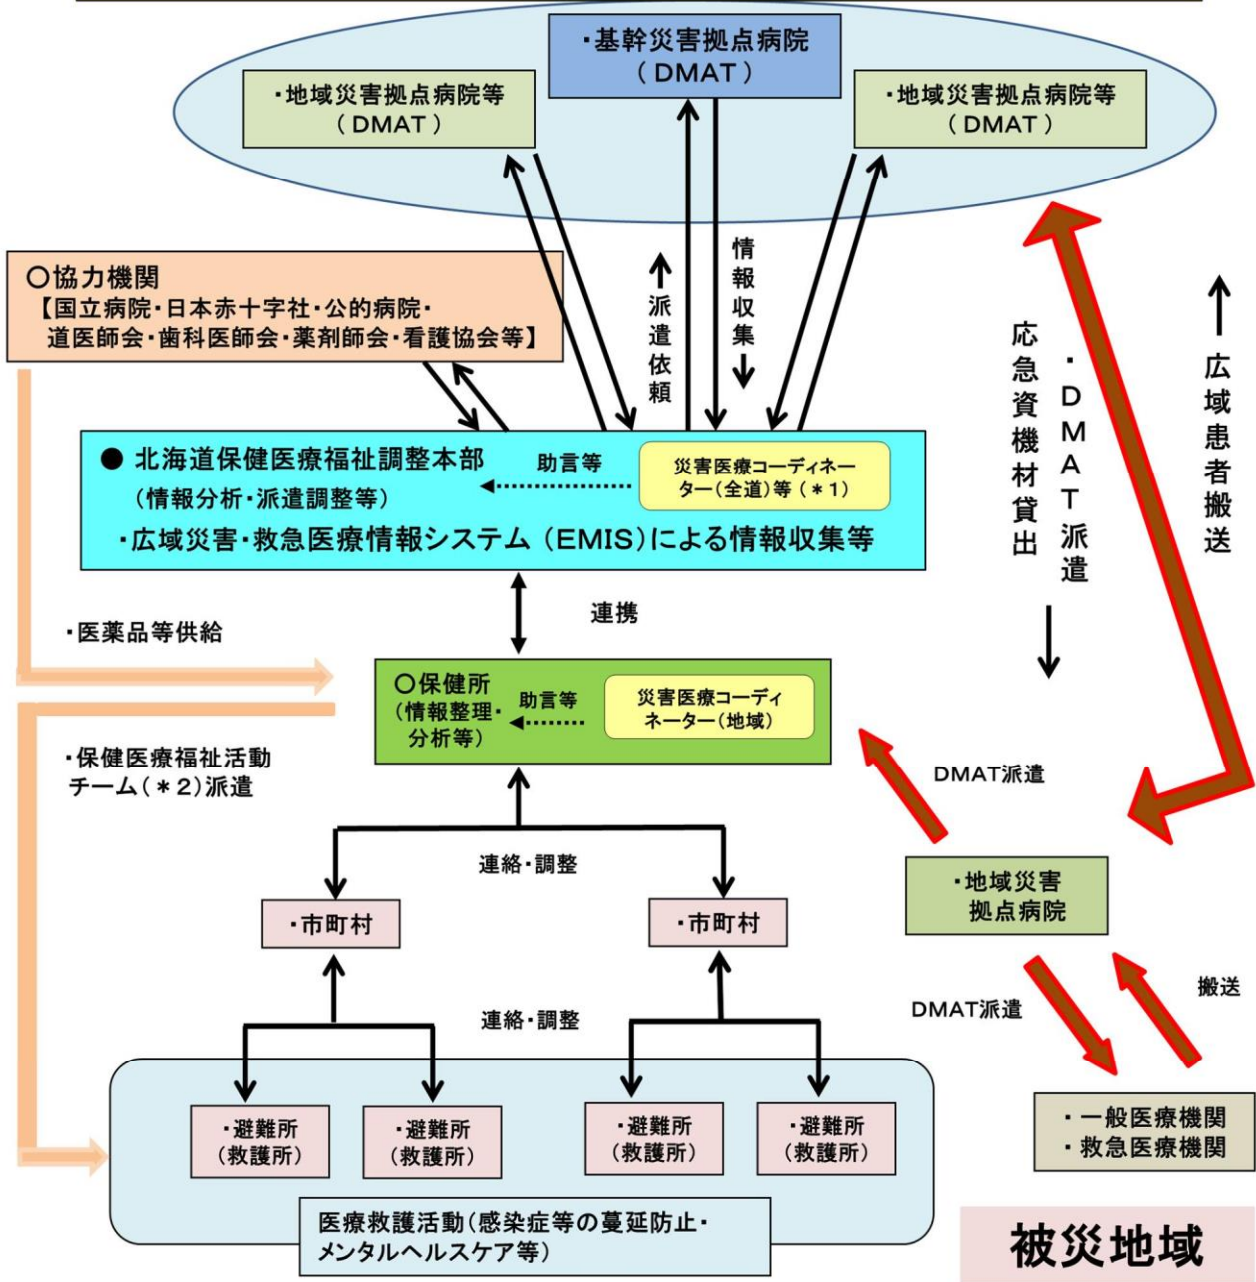 ・基幹災害拠点病院
（DMAT）
・地域災害拠点病院等
（DMAT）
・地域災害拠点病院等
（DMAT）
〇協力機関
【国立病院・日本赤十字社・公的病院・
道医師会・歯科医師会・薬剤師会・看護協会等】
派遣依頼
情報収集
応急資機材貸出
・DMAT派遣
広域患者搬送
● 北海道保健医療福祉調整本部
（情報分析・派遣調整等）
助言等
災害医療コーディネー
ター（全道）等（＊１）
・広域災害・救急医療情報システム（EMIS）による情報収集等
連携
・医薬品等供給
〇保健所
（情報整理・
分析等）
助言等
災害医療コーディ
ネーター（地域）
・保健医療福祉活動
チーム（＊２）派遣
DMAT派遣
連絡・調整
・地域災害
拠点病院
・市町村
・市町村
DMAT派遣
搬送
連絡・調整
・避難所
（救護所）
・避難所
（救護所）
・避難所
（救護所）
・避難所
（救護所）
・一般医療機関
・救急医療機関
医療救護活動（感染症等の蔓延防止・
メンタルヘルスケア等）
被災地域